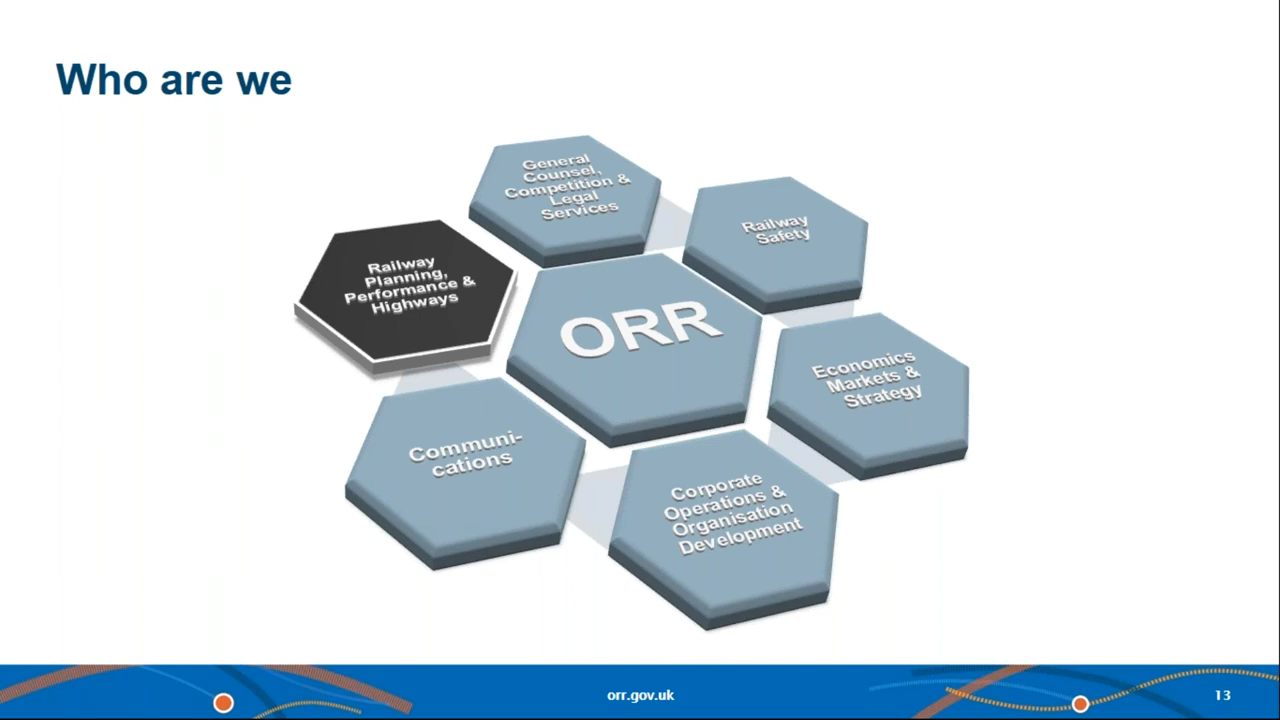 Who are we
General
Counsel,
Competition &
Legal
Services
Railway
Safety
Railway
Planning,
Performance &
Highways
ORR
Economics
Markets &
Strategy
Communi-
cations
Corporate
Operations &
Organisation
Development
orr.gov.uk
13